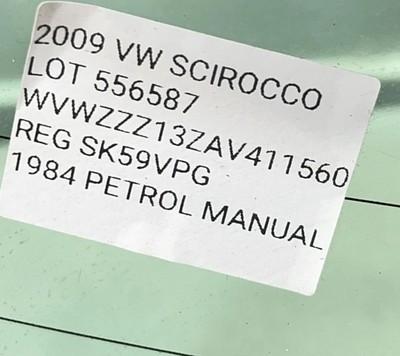 2009 VW SCIROCCO
LOT 556587
WVWZZZ13ZAV411560
REG SK59VPG
1984 PETROL MANUAL